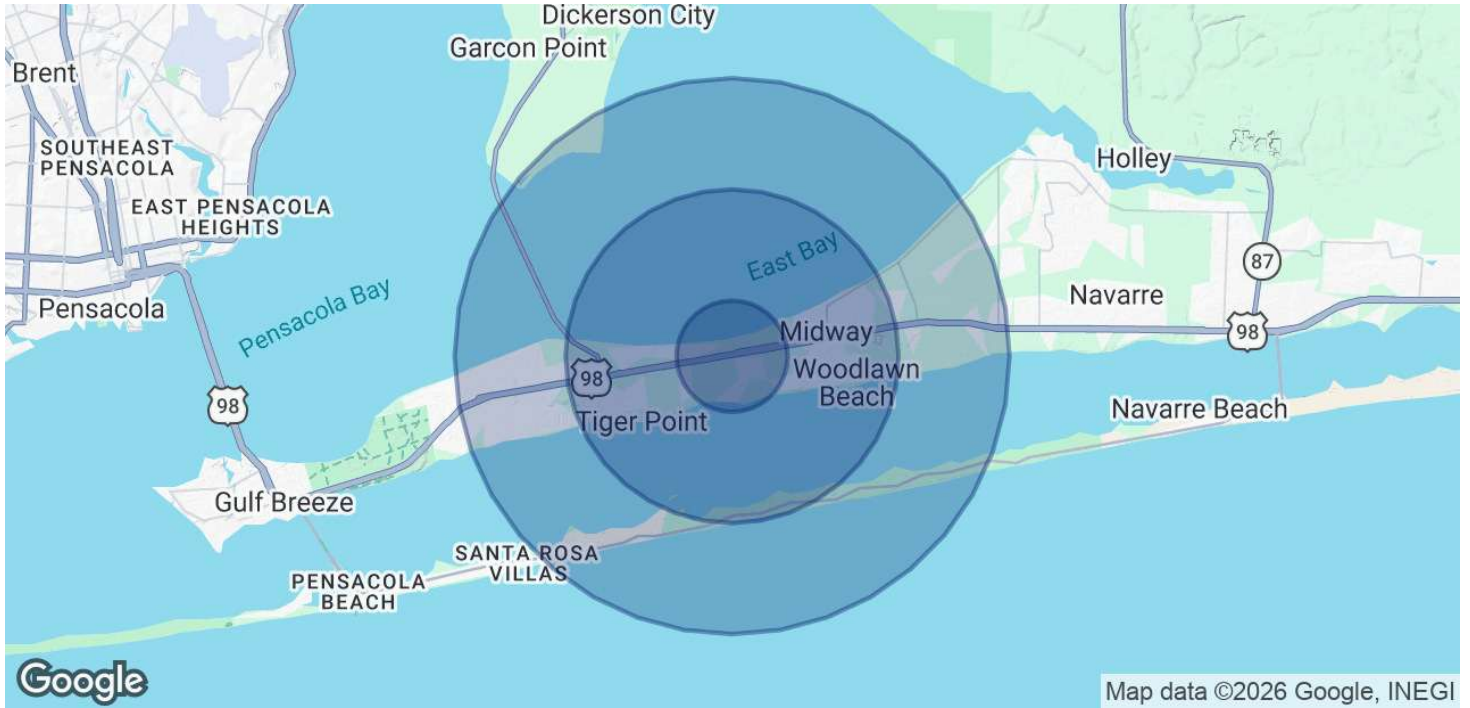 Dickerson City
Garcon Point
Brent
SOUTHEAST
PENSACOLA
EAST PENSACOLA
HEIGHTS
Holley
East Bay
87
Pensacola
Pensacola Bay
Navarre
Midway
98
98
Woodlawn
Beach
98
Tiger Point
Navarre Beach
Gulf Breeze
SANTA ROSA
VILLAS
PENSACOLA
BEACH
Google
Map data ©2026 Google, INEGI